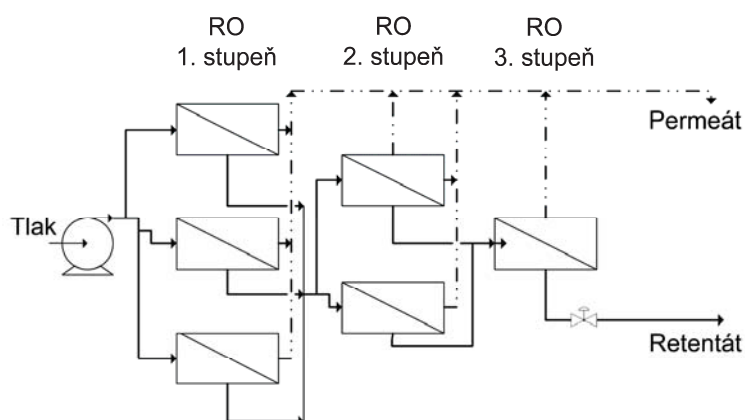 RO
1. stupeň
RO
2. stupeň
RO
3. stupeň
Permeát
Tlak
Retentát